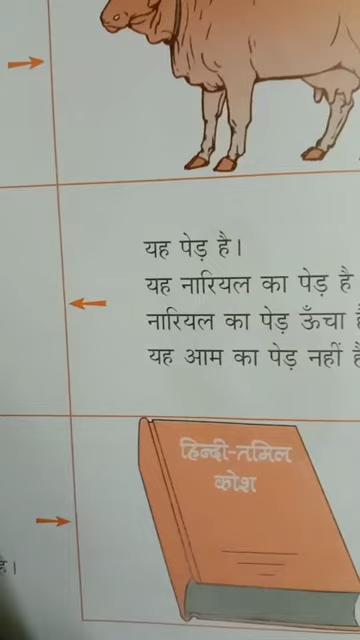 यह पेड़ है।
यह नारियल का पेड़ है
नारियल का पेड़ ऊँचा
यह आम का पेड़ नहीं है
हिन्दी-तमिल
कोश
है।